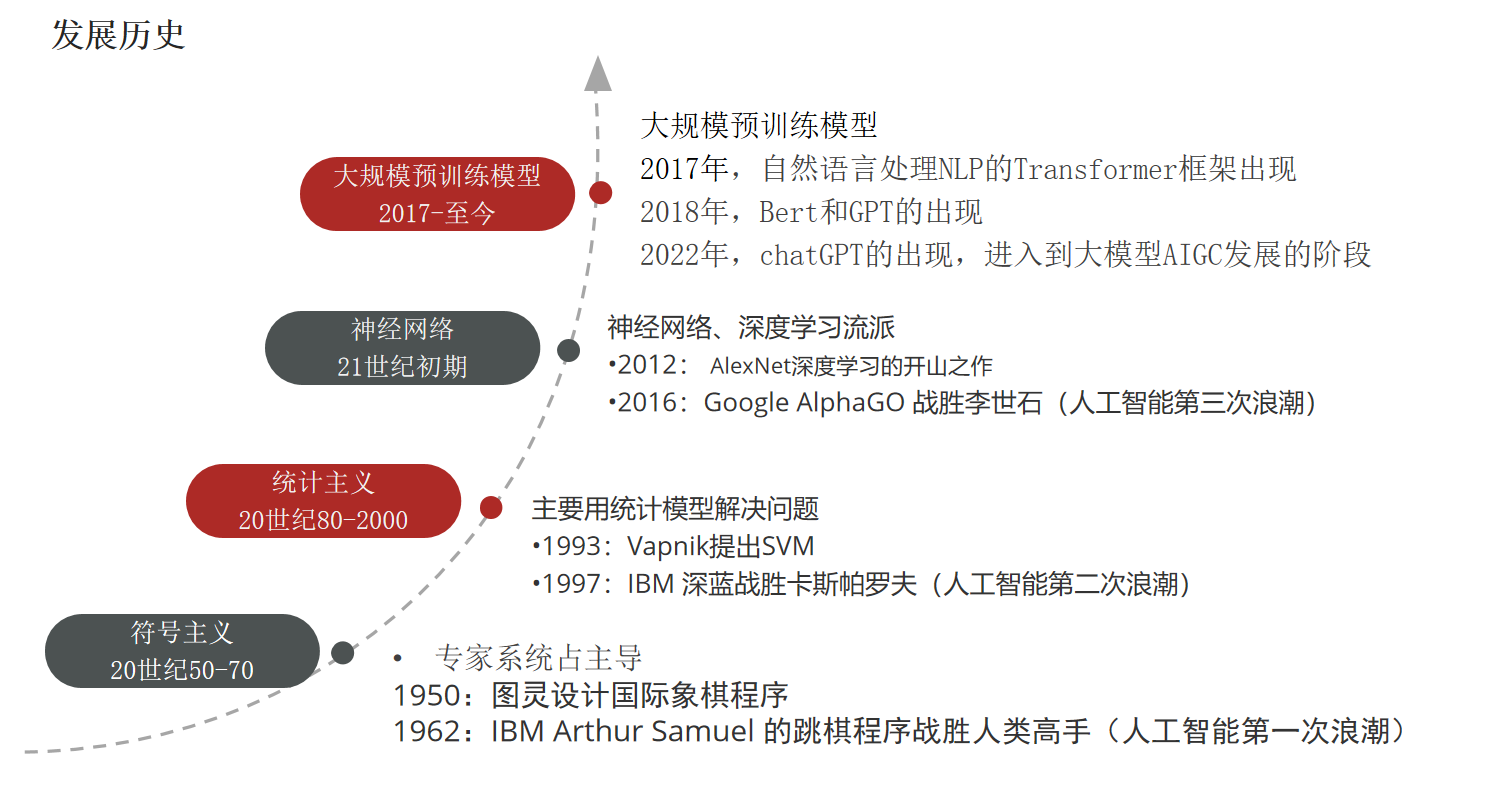 发展历史
大规模预训练模型
2017-至今
大规模预训练模型
2017年，自然语言处理NLP的Transformer框架出现
2018年，Bert和GPT的出现
2022年，chatGPT的出现，进入到大模型AIGC发展的阶段
神经网络
21世纪初期
神经网络、深度学习流派
•2012： AlexNet深度学习的开山之作
•2016：Google AlphaGO 战胜李世石（人工智能第三次浪潮）
统计主义
20世纪80-2000
主要用统计模型解决问题
•1993：Vapnik提出SVM
•1997：IBM 深蓝战胜卡斯帕罗夫（人工智能第二次浪潮）
符号主义
20世纪50-70
• 专家系统占主导
1950：图灵设计国际象棋程序
1962：IBM Arthur Samuel 的跳棋程序战胜人类高手（人工智能第一次浪潮）